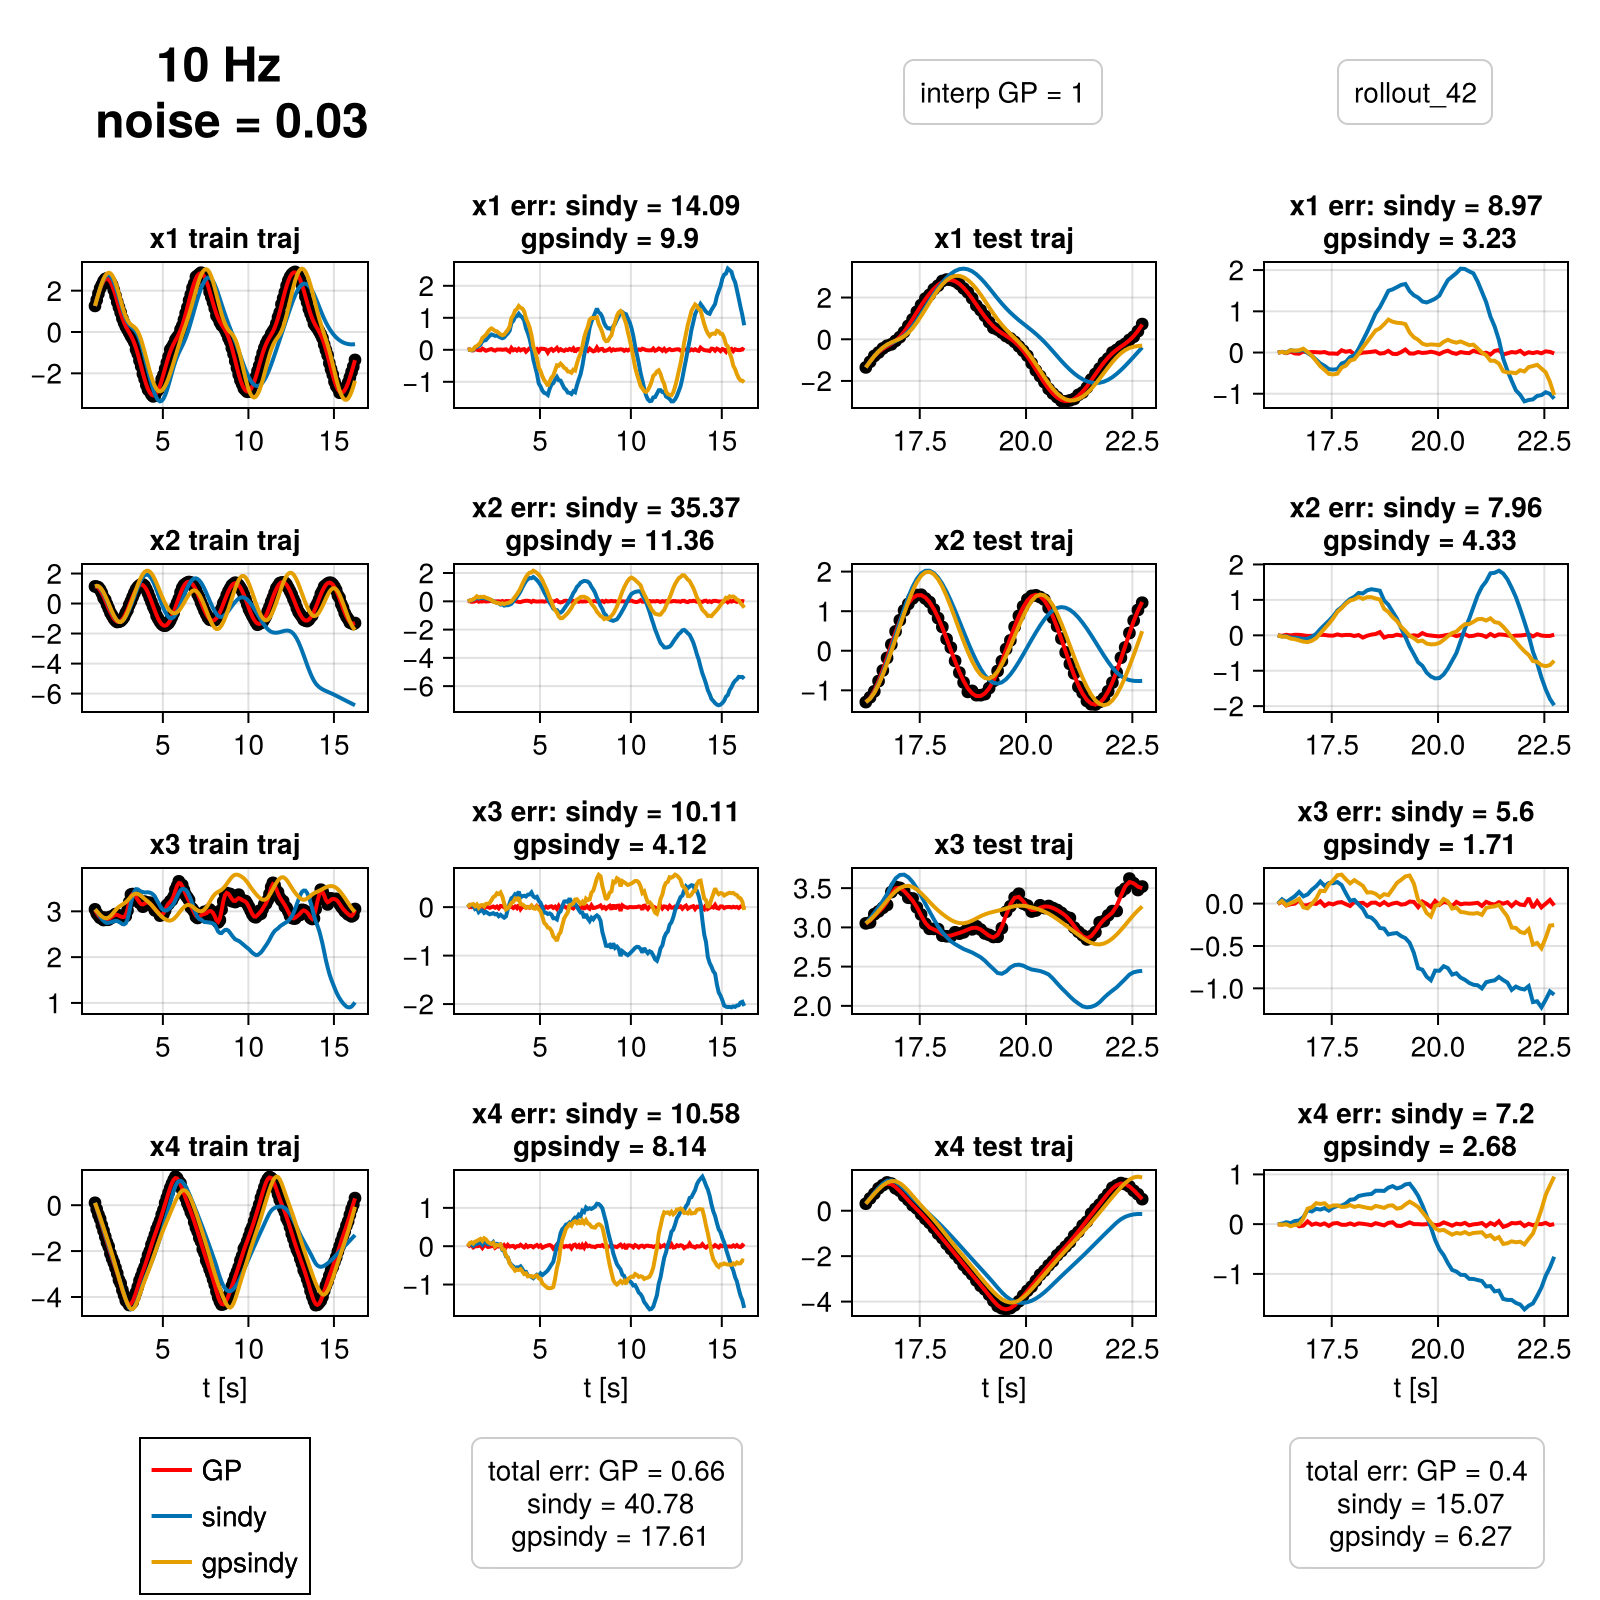 10 Hz
noise = 0.03
interp GP = 1
rollout_42
x1 train traj
2
0
−2
5
10
15
x1 err: sindy = 14.09
gpsindy = 9.9
2
1
0
−1
5
10
15
x1 test traj
2
0
−2
17.5
20.0
22.5
x1 err: sindy = 8.97
gpsindy = 3.23
2
1
0
−1
17.5
20.0
22.5
x2 train traj
2
0
−2
−4
−6
5
10
15
x2 err: sindy = 35.37
gpsindy = 11.36
2
0
−2
−4
−6
5
10
15
x2 test traj
2
1
0
−1
17.5
20.0
22.5
x2 err: sindy = 7.96
gpsindy = 4.33
2
1
0
−1
−2
17.5
20.0
22.5
x3 train traj
3
2
1
5
10
15
x3 err: sindy = 10.11
gpsindy = 4.12
0
−1
−2
5
10
15
x3 test traj
3.5
3.0
2.5
2.0
17.5
20.0
22.5
x3 err: sindy = 5.6
gpsindy = 1.71
0.0
−0.5
−1.0
17.5
20.0
22.5
x4 train traj
0
−2
−4
5
10
15
t [s]
x4 err: sindy = 10.58
gpsindy = 8.14
1
0
−1
5
10
15
t [s]
x4 test traj
0
−2
−4
17.5
20.0
22.5
t [s]
x4 err: sindy = 7.2
gpsindy = 2.68
1
0
−1
17.5
20.0
22.5
t [s]
GP
sindy
gpsindy
total err: GP = 0.66
sindy = 40.78
gpsindy = 17.61
total err: GP = 0.4
sindy = 15.07
gpsindy = 6.27